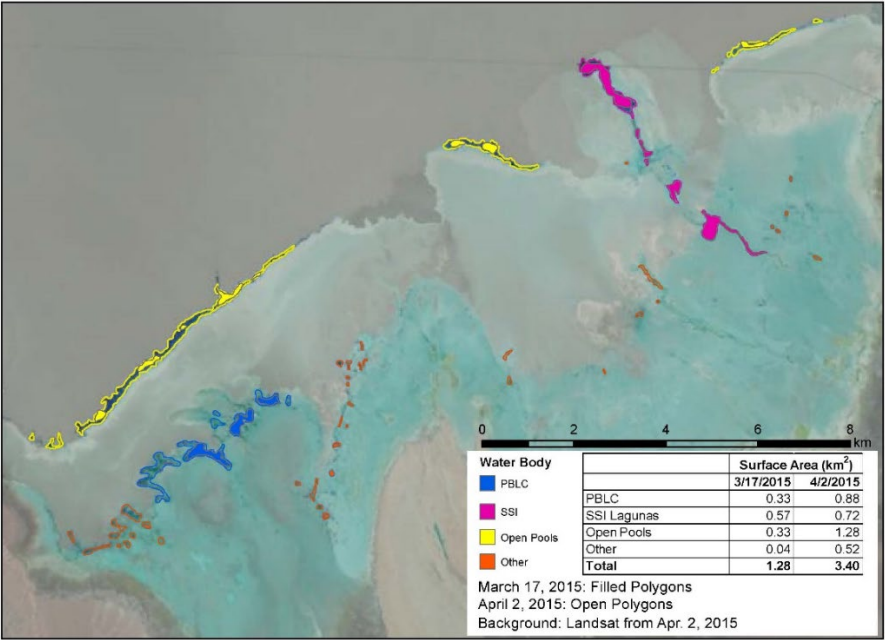 0 2 4 6 8
km
Water Body
PBLC
SSI
Open Pools
Other
Surface Area (km²)
3/17/2015 4/2/2015
PBLC 0.33 0.88
SSI Lagunas 0.57 0.72
Open Pools 0.33 1.28
Other 0.04 0.52
Total 1.28 3.40
March 17, 2015: Filled Polygons
April 2, 2015: Open Polygons
Background: Landsat from Apr. 2, 2015